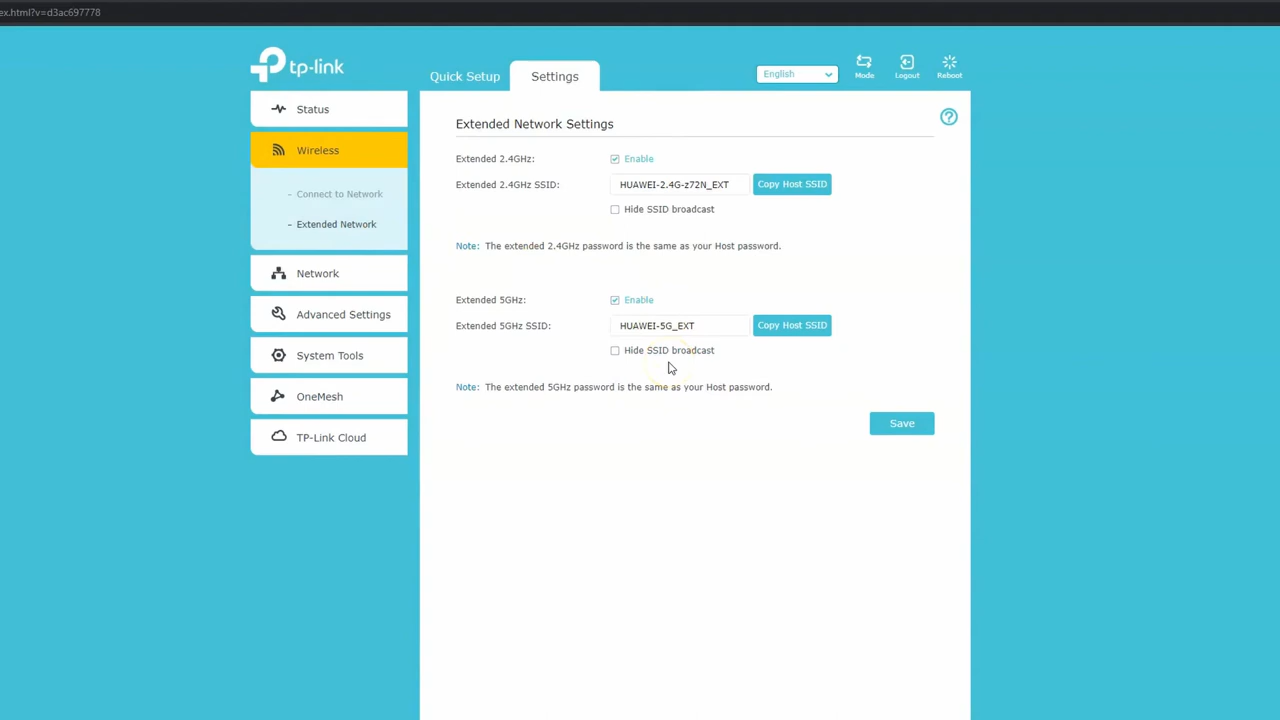 ex.html?v=d3ac697778
tp-link
Quick Setup
Settings
English
Mode
Logout
Reboot
Status
Wireless
- Connect to Network
- Extended Network
Network
Advanced Settings
System Tools
OneMesh
TP-Link Cloud
Extended Network Settings
?
Extended 2.4GHz: Enable
Extended 2.4GHz SSID: HUAWEI-2.4G-z72N_EXT Copy Host SSID
Hide SSID broadcast
Note: The extended 2.4GHz password is the same as your Host password.
Extended 5GHz: Enable
Extended 5GHz SSID: HUAWEI-5G_EXT Copy Host SSID
Hide SSID broadcast
Note: The extended 5GHz password is the same as your Host password.
Save